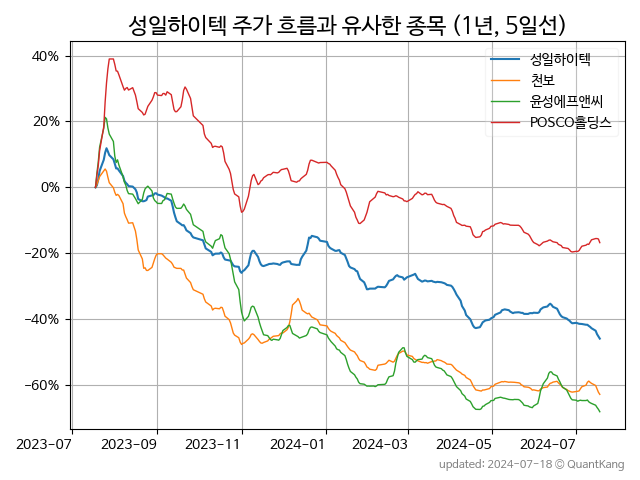 성일하이텍 주가 흐름과 유사한 종목 (1년, 5일선)
성일하이텍
천보
윤성에프앤씨
POSCO홀딩스
40%
20%
0%
−20%
−40%
−60%
2023-07 2023-09 2023-11 2024-01 2024-03 2024-05 2024-07
updated: 2024-07-18 © QuantKang